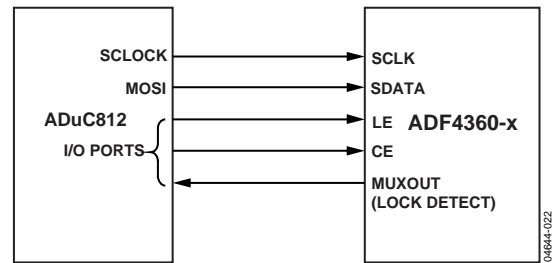 SCLOCK
MOSI
ADuC812
I/O PORTS
SCLK
SDATA
LE
ADF4360-x
CE
MUXOUT
(LOCK DETECT)
04644-022